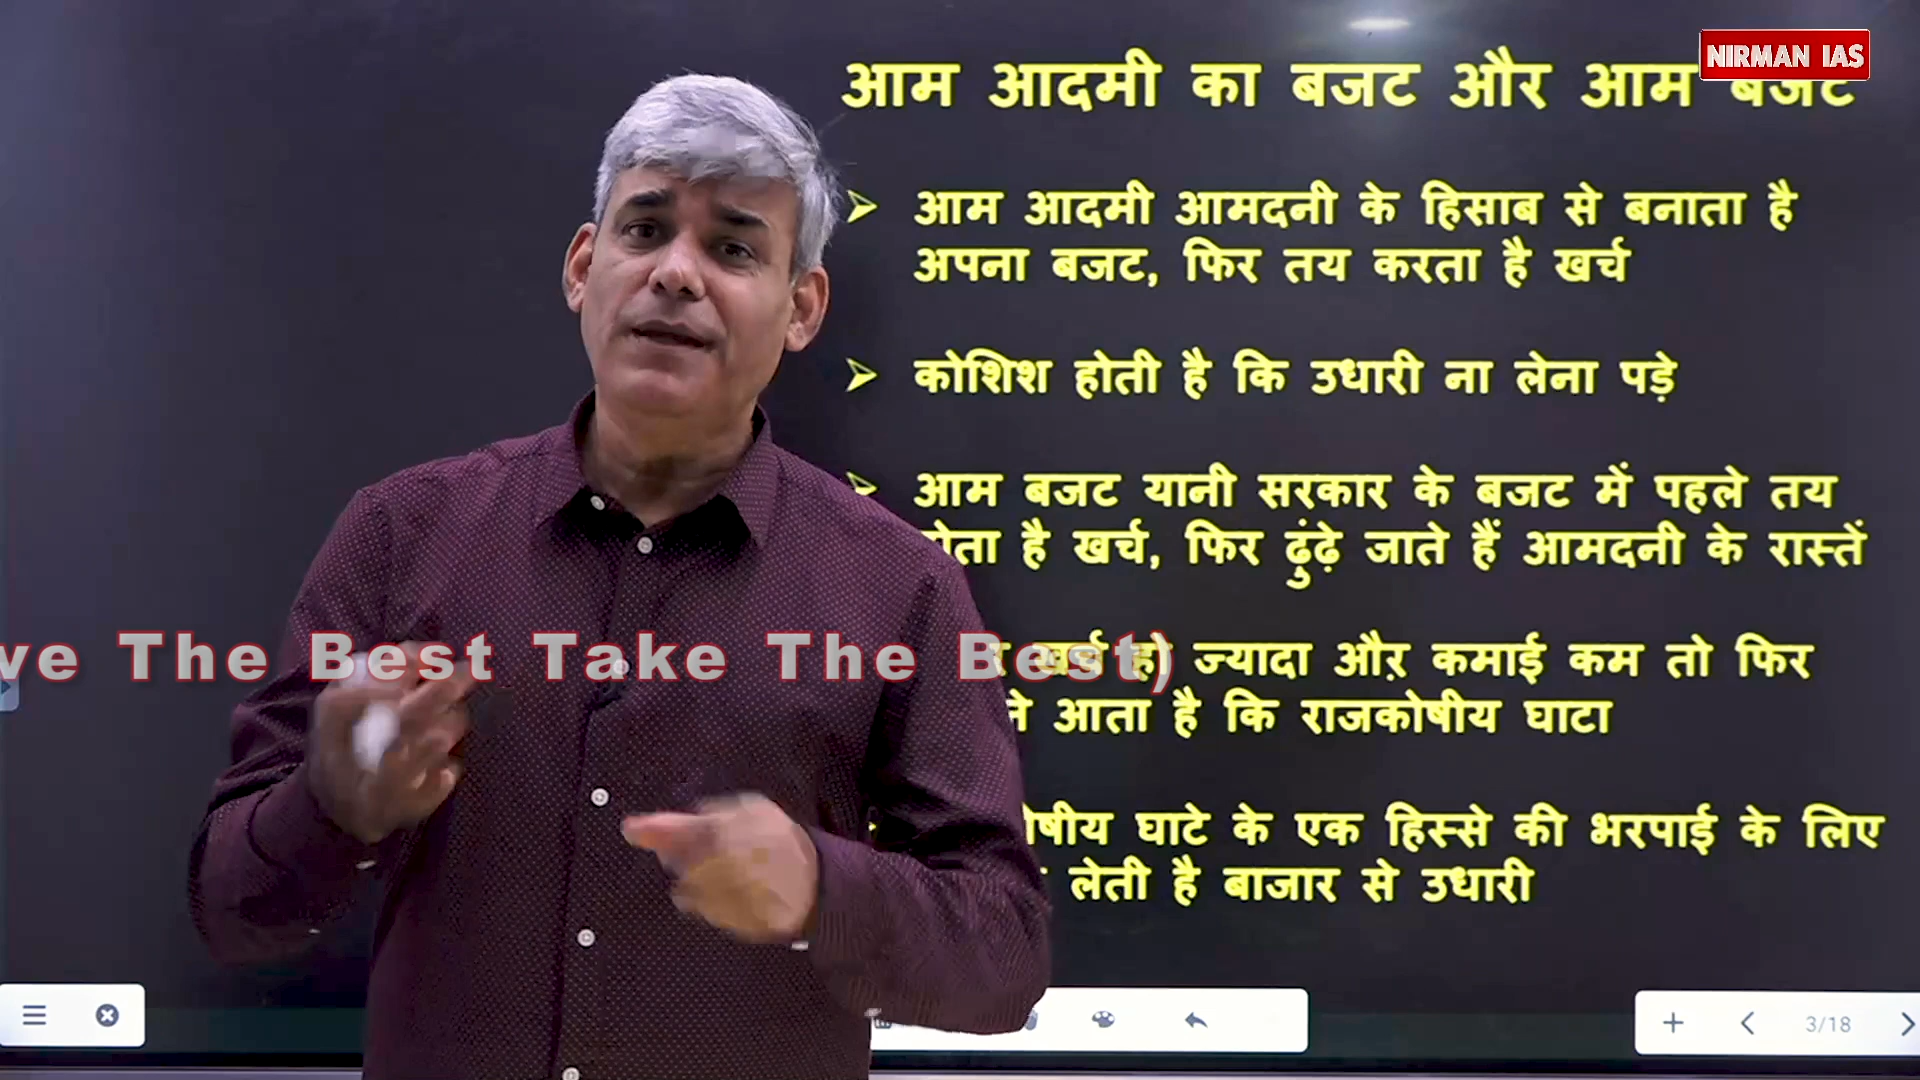 NIRMAN IAS
आम आदमी का बजट और आम बजट
आम आदमी आमदनी के हिसाब से बनाता है
अपना बजट, फिर तय करता है खर्च
कोशिश होती है कि उधारी ना लेना पड़े
आम बजट यानी सरकार के बजट में पहले तय
है खर्च, फिर ढुंढ़े जाते हैं आमदनी के रास्तें
The Best Take The Best)
खर्च हो ज्यादा और कमाई कम तो फिर
आता है कि राजकोषीय घाटा
घाटे के एक हिस्से की भरपाई के लिए
लेती है बाजार से उधारी
3/18